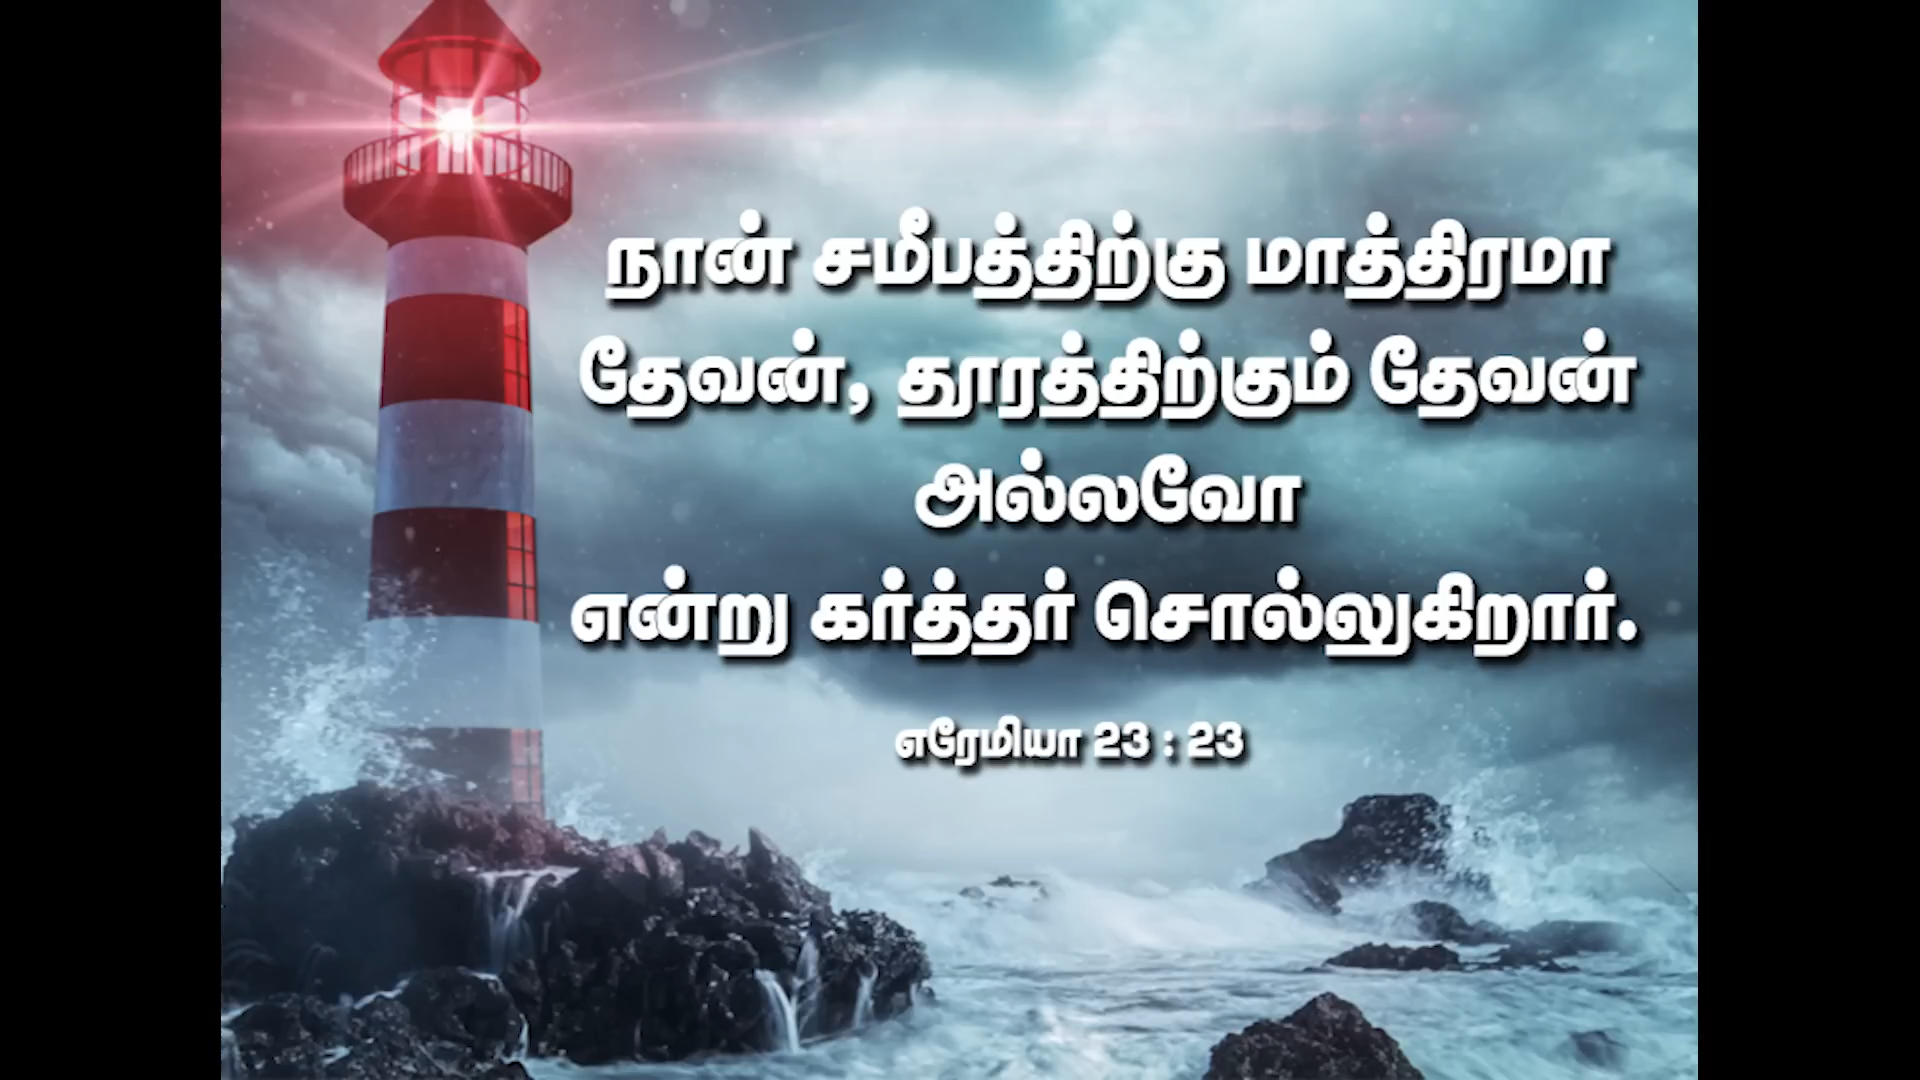 நான் சமீபத்திற்கு மாத்திரமா
தேவன், தூரத்திற்கும் தேவன்
அல்லவோ
என்று கர்த்தர் சொல்லுகிறார்.
எரேமியா 23 : 23